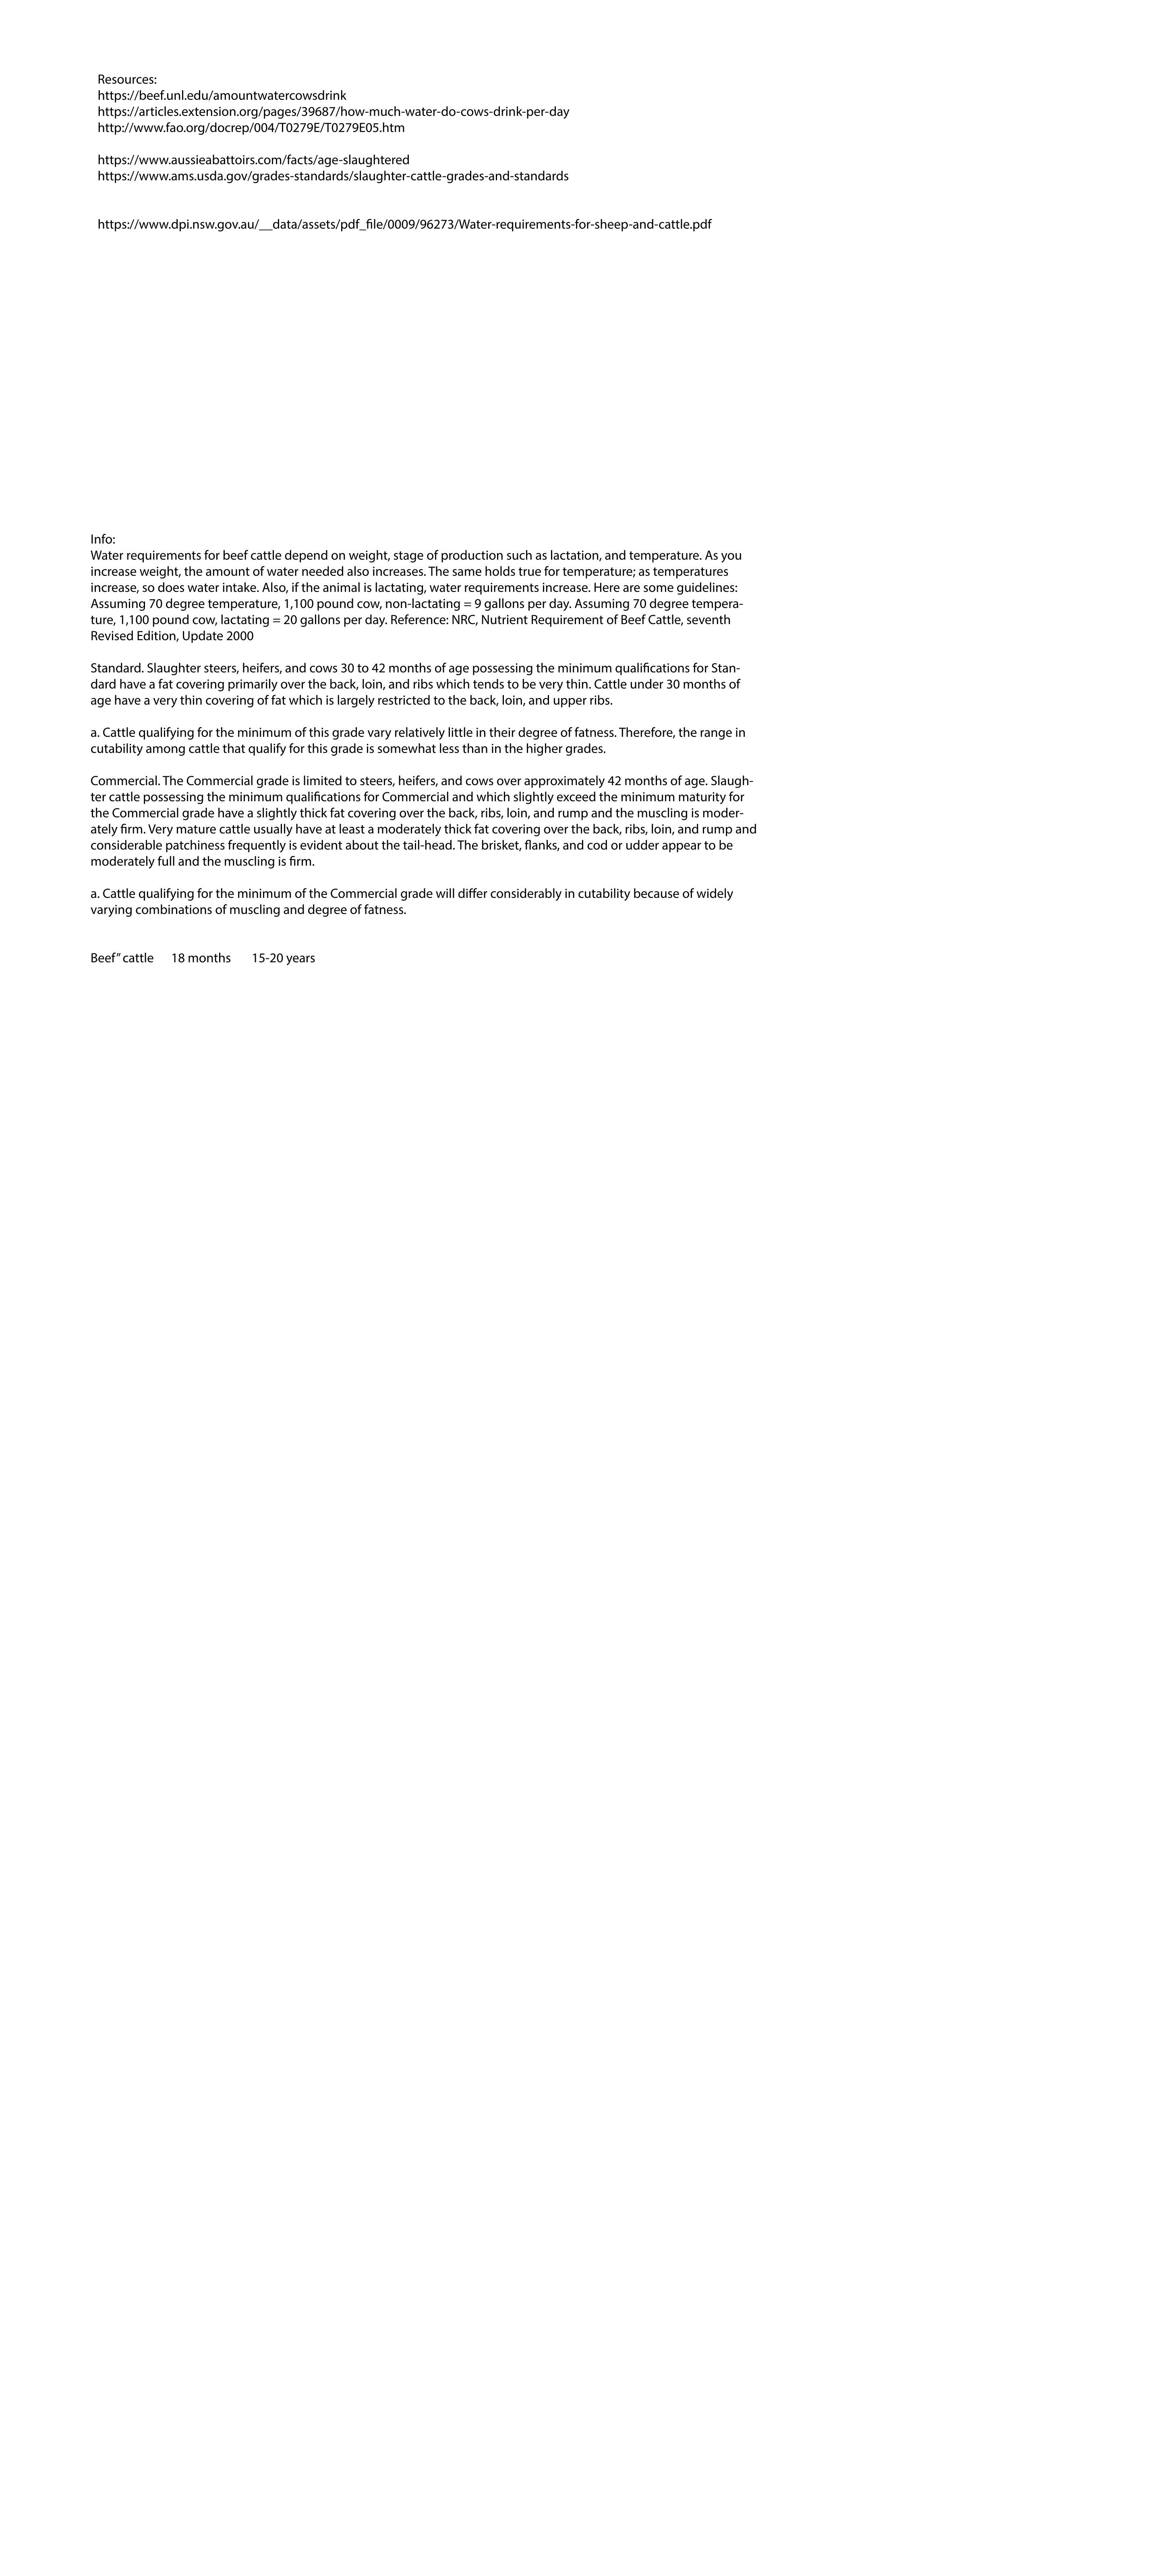 Resources:
https://beef.unl.edu/amountwatercowsdrink
https://articles.extension.org/pages/39687/how-much-water-do-cows-drink-per-day
http://www.fao.org/docrep/004/T0279E/T0279E05.htm
https://www.aussieabattoirs.com/facts/age-slaughtered
https://www.ams.usda.gov/grades-standards/slaughter-cattle-grades-and-standards
https://www.dpi.nsw.gov.au/__data/assets/pdf_file/0009/96273/Water-requirements-for-sheep-and-cattle.pdf
Info:
Water requirements for beef cattle depend on weight, stage of production such as lactation, and temperature. As you
increase weight, the amount of water needed also increases. The same holds true for temperature; as temperatures
increase, so does water intake. Also, if the animal is lactating, water requirements increase. Here are some guidelines:
Assuming 70 degree temperature, 1,100 pound cow, non-lactating = 9 gallons per day. Assuming 70 degree tempera-
ture, 1,100 pound cow, lactating = 20 gallons per day. Reference: NRC, Nutrient Requirement of Beef Cattle, seventh
Revised Edition, Update 2000
Standard. Slaughter steers, heifers, and cows 30 to 42 months of age possessing the minimum qualifications for Stan-
dard have a fat covering primarily over the back, loin, and ribs which tends to be very thin. Cattle under 30 months of
age have a very thin covering of fat which is largely restricted to the back, loin, and upper ribs.
a. Cattle qualifying for the minimum of this grade vary relatively little in their degree of fatness. Therefore, the range in
cutability among cattle that qualify for this grade is somewhat less than in the higher grades.
Commercial. The Commercial grade is limited to steers, heifers, and cows over approximately 42 months of age. Slaugh-
ter cattle possessing the minimum qualifications for Commercial and which slightly exceed the minimum maturity for
the Commercial grade have a slightly thick fat covering over the back, ribs, loin, and rump and the muscling is moder-
ately firm. Very mature cattle usually have at least a moderately thick fat covering over the back, ribs, loin, and rump and
considerable patchiness frequently is evident about the tail-head. The brisket, flanks, and cod or udder appear to be
moderately full and the muscling is firm.
a. Cattle qualifying for the minimum of the Commercial grade will differ considerably in cutability because of widely
varying combinations of muscling and degree of fatness.
Beef” cattle 18 months 15-20 years